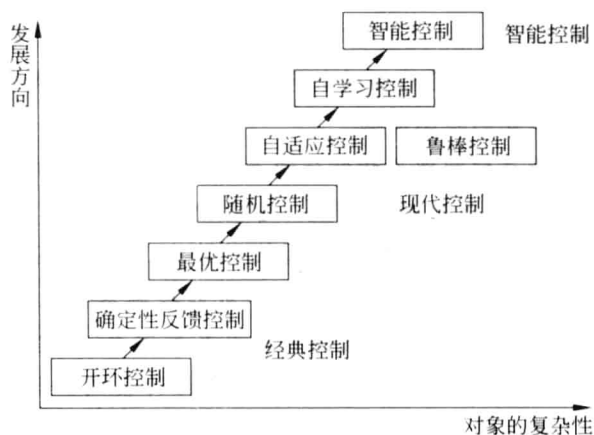 发展方向
智能控制 智能控制
自学习控制
自适应控制 鲁棒控制
随机控制 现代控制
最优控制
确定性反馈控制
经典控制
开环控制
对象的复杂性